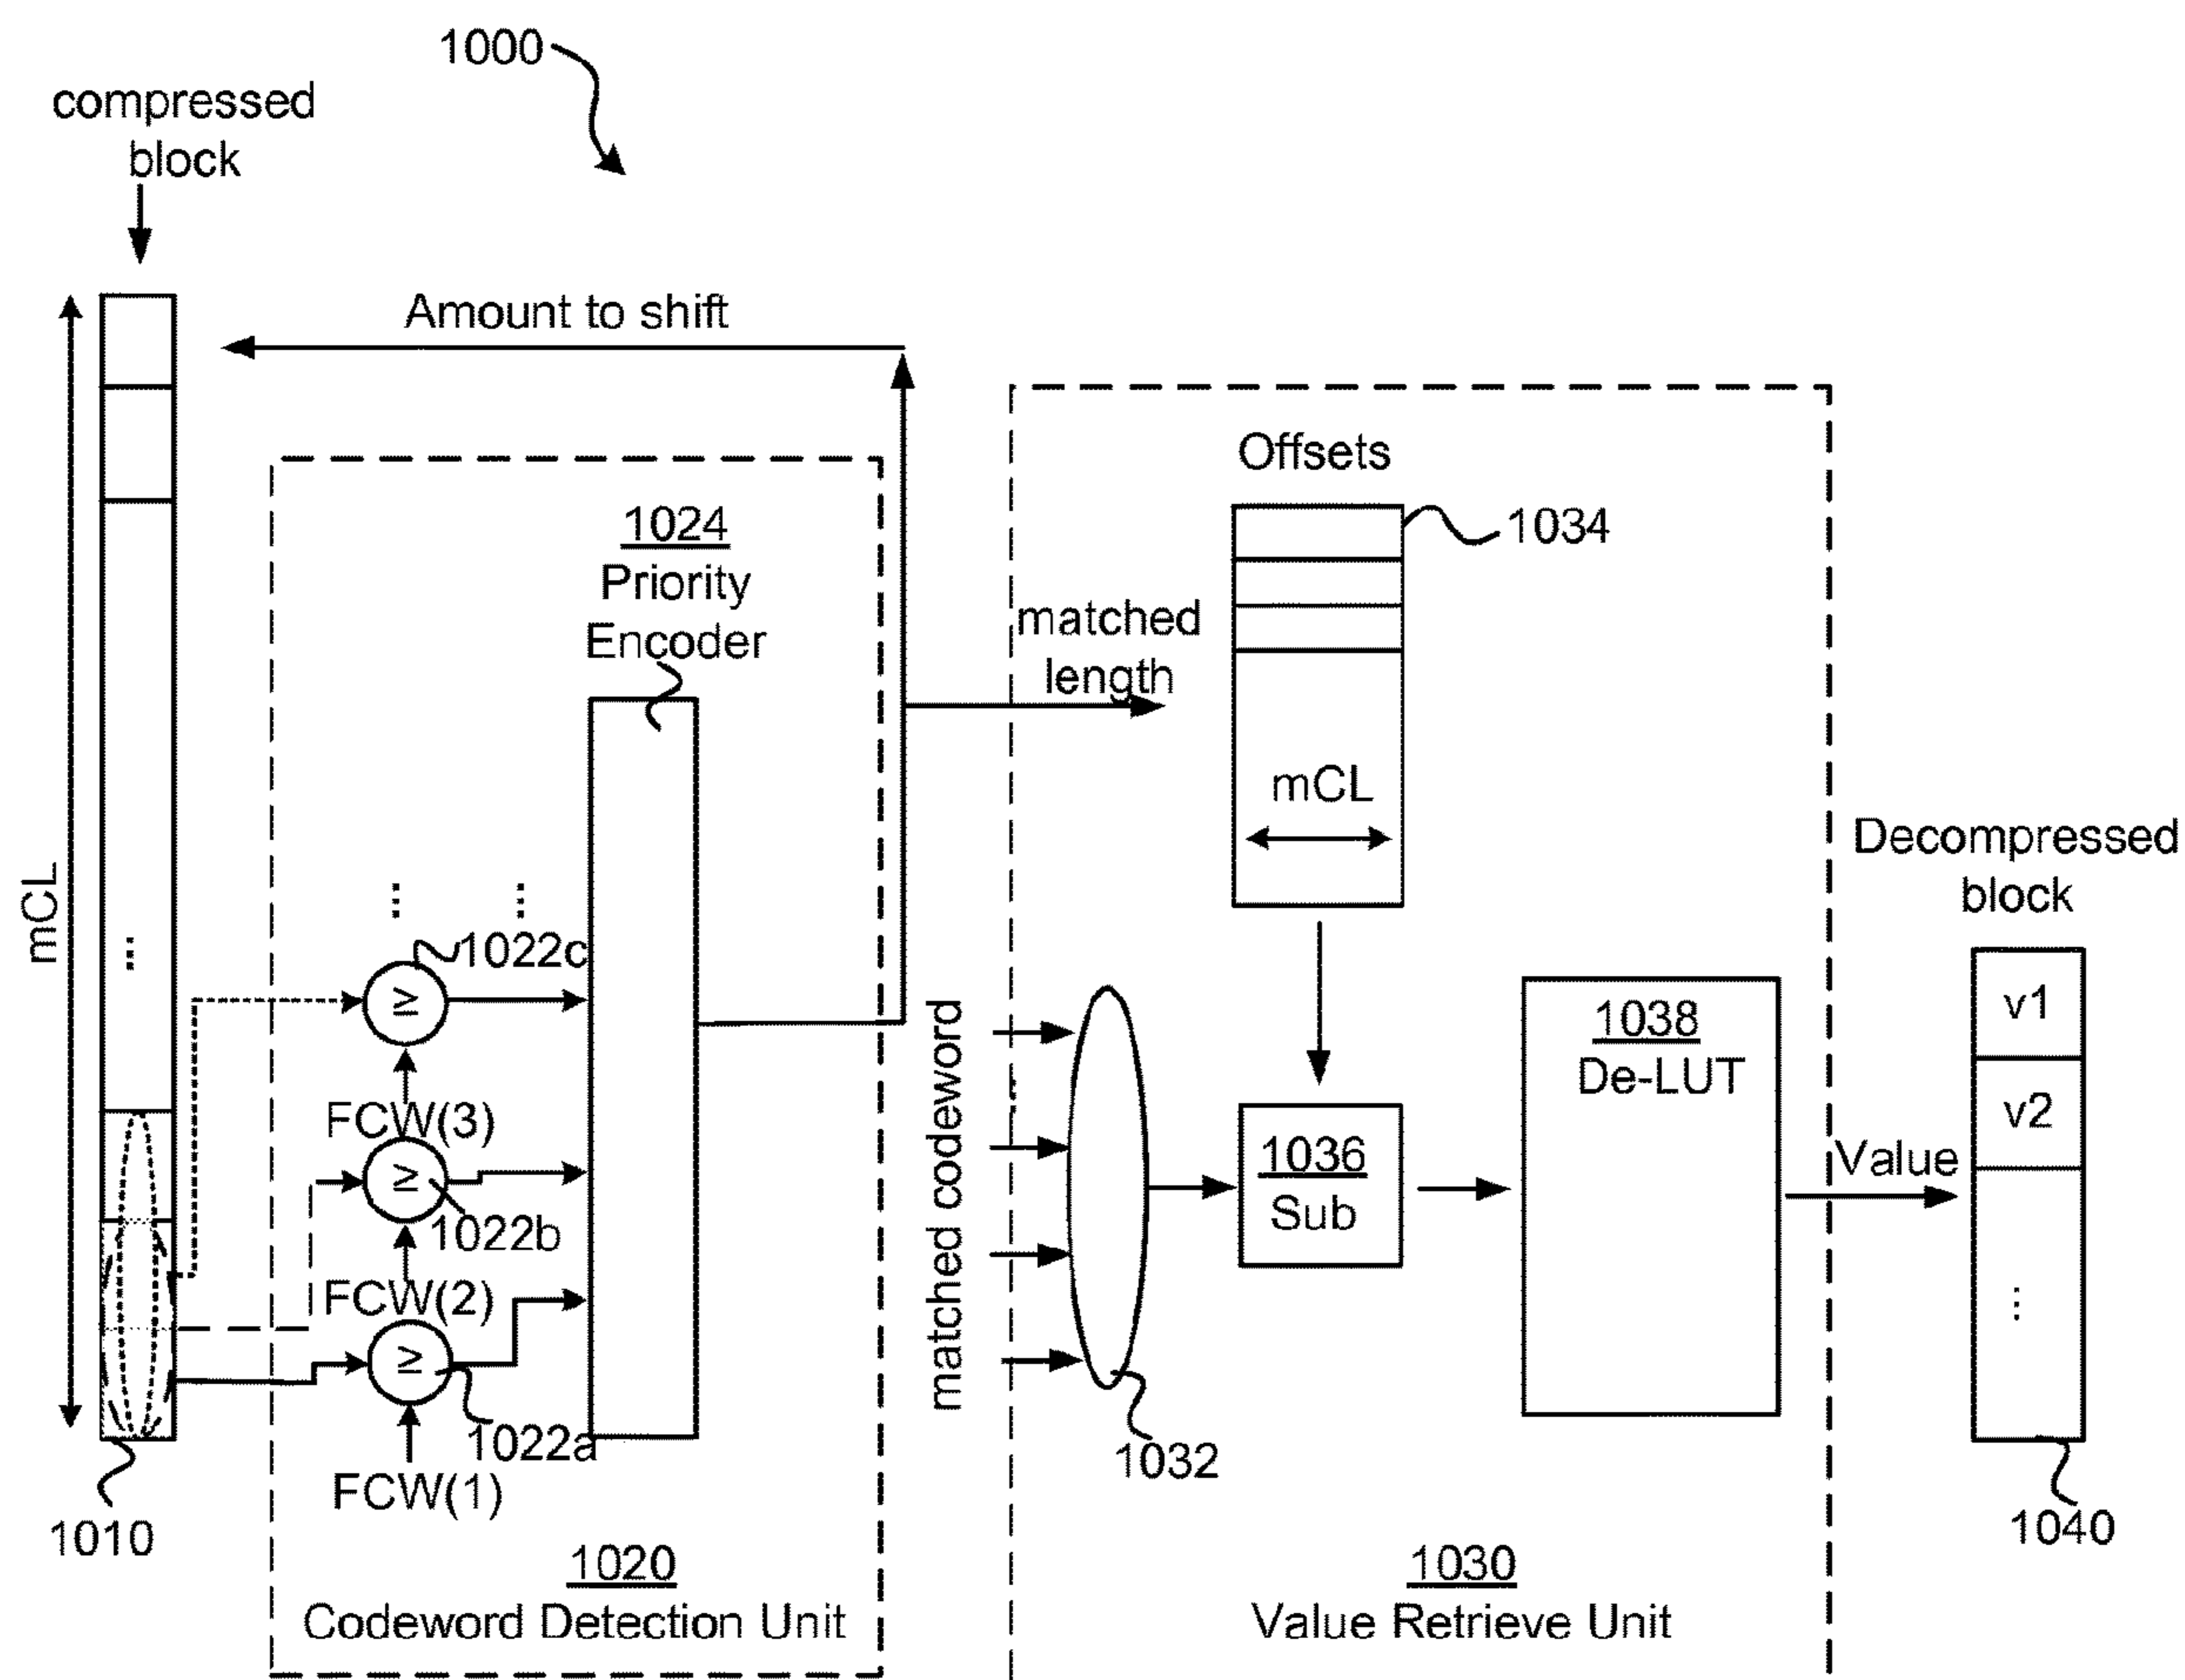 1000
compressed
block
Amount to shift
Offsets
1034
1024
Priority
Encoder
matched
length
mCL
mCL
Decompressed
block
...
...
...
1022c
≥
FCW(3)
≥
1022b
FCW(2)
≥
1022a
FCW(1)
matched codeword
1032
1036
Sub
1038
De-LUT
Value
v1
v2
...
1010
1040
1020
Codeword Detection Unit
1030
Value Retrieve Unit